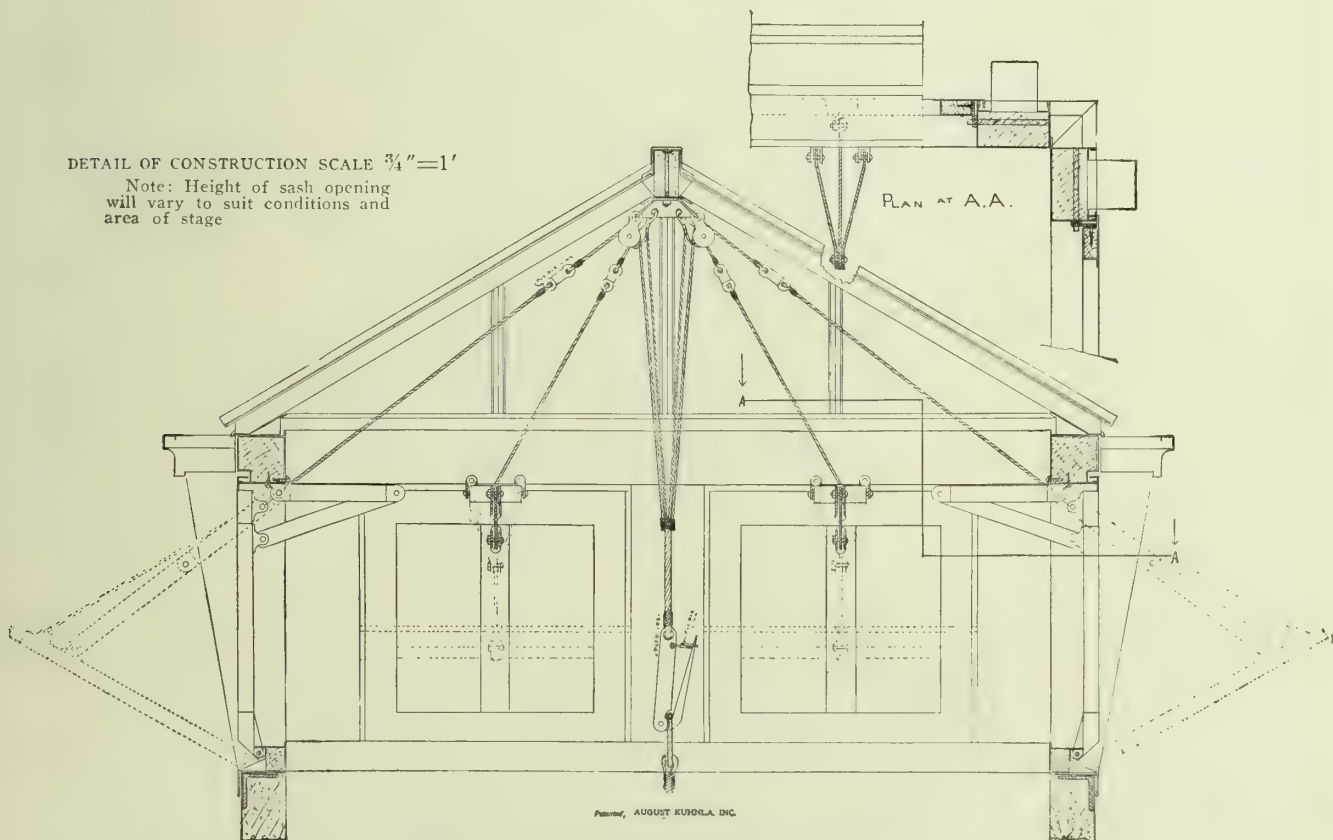 DETAIL OF CONSTRUCTION SCALE ¾"=1'
Note: Height of sash opening
will vary to suit conditions and
area of stage
PLAN AT A.A.
A
A
Patented, AUGUST KUHNLA, INC.